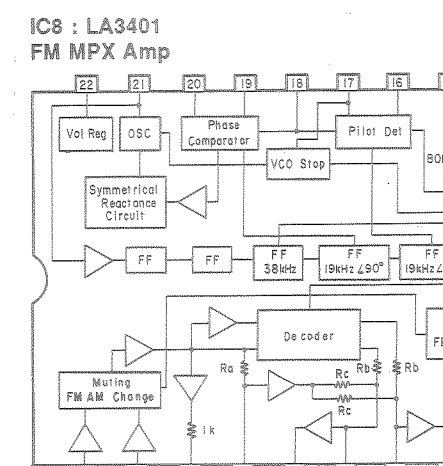 IC8 : LA3401
FM MPX Amp
22 21 20 19 18 17 16
Vol Reg
OSC
Phase
Comparator
Pilot Det
VCO Stop
Symmetrical
Reactance
Circuit
FF
FF
FF
38kHz
FF
19kHz∠90°
FF
19kHz∠
Decoder
Ra
Rc
Rb
Rb
Rc
Muting
FM AM Change
1k